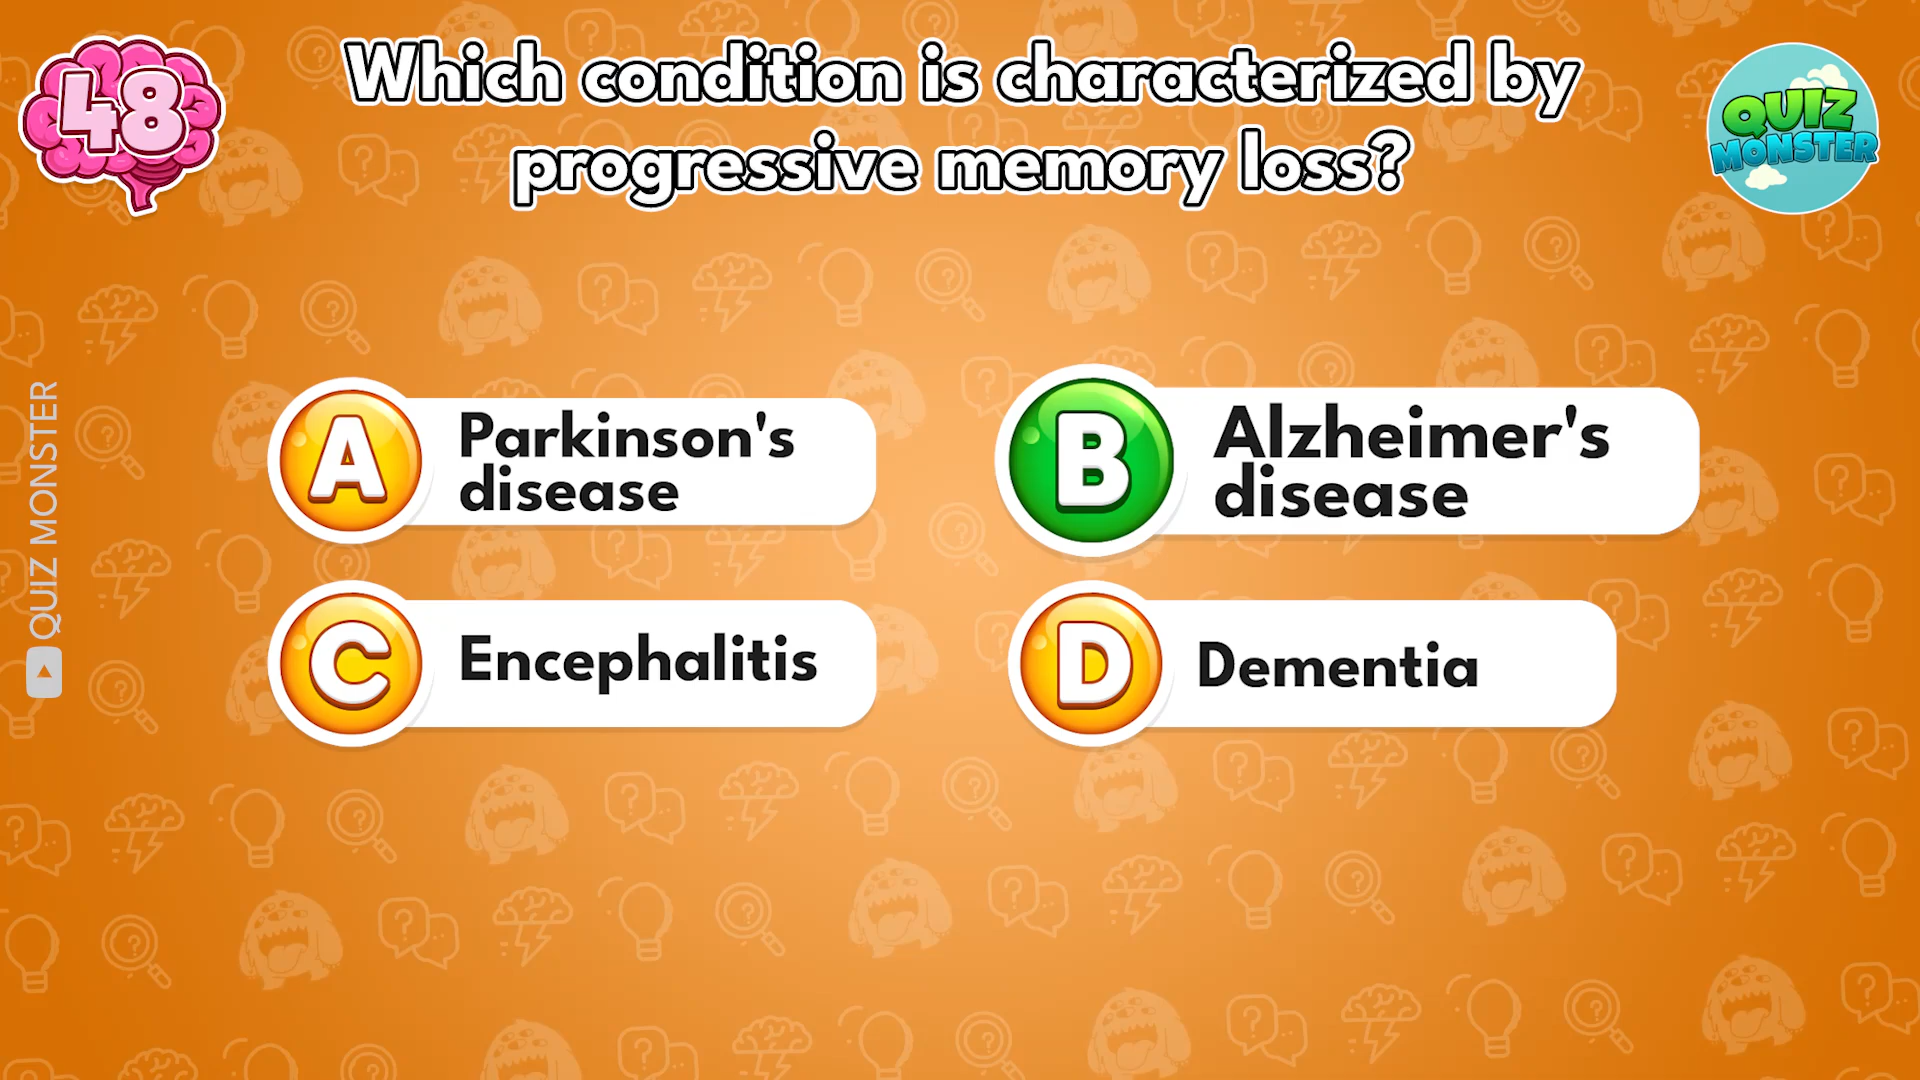 48
Which condition is characterized by
progressive memory loss?
QUIZ
MONSTER
A
Parkinson's
disease
B
Alzheimer's
disease
C
Encephalitis
D
Dementia
QUIZ MONSTER